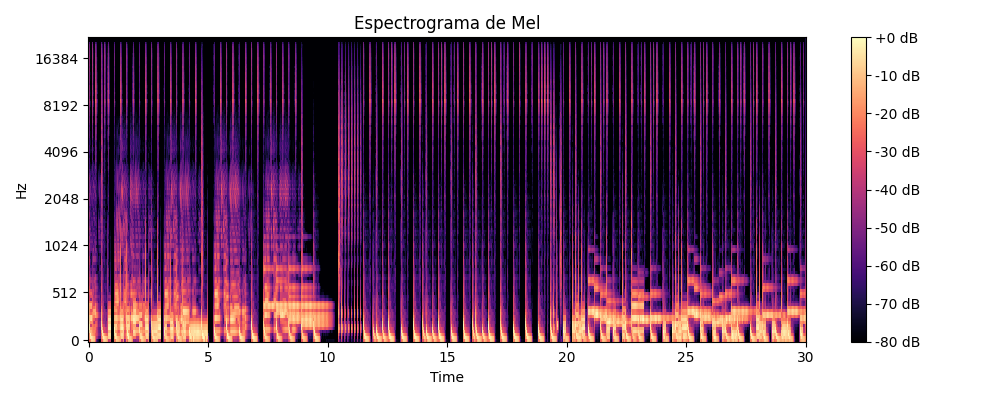 Espectrograma de Mel
Hz
16384
8192
4096
2048
1024
512
0
0 5 10 15 20 25 30
Time
+0 dB
-10 dB
-20 dB
-30 dB
-40 dB
-50 dB
-60 dB
-70 dB
-80 dB